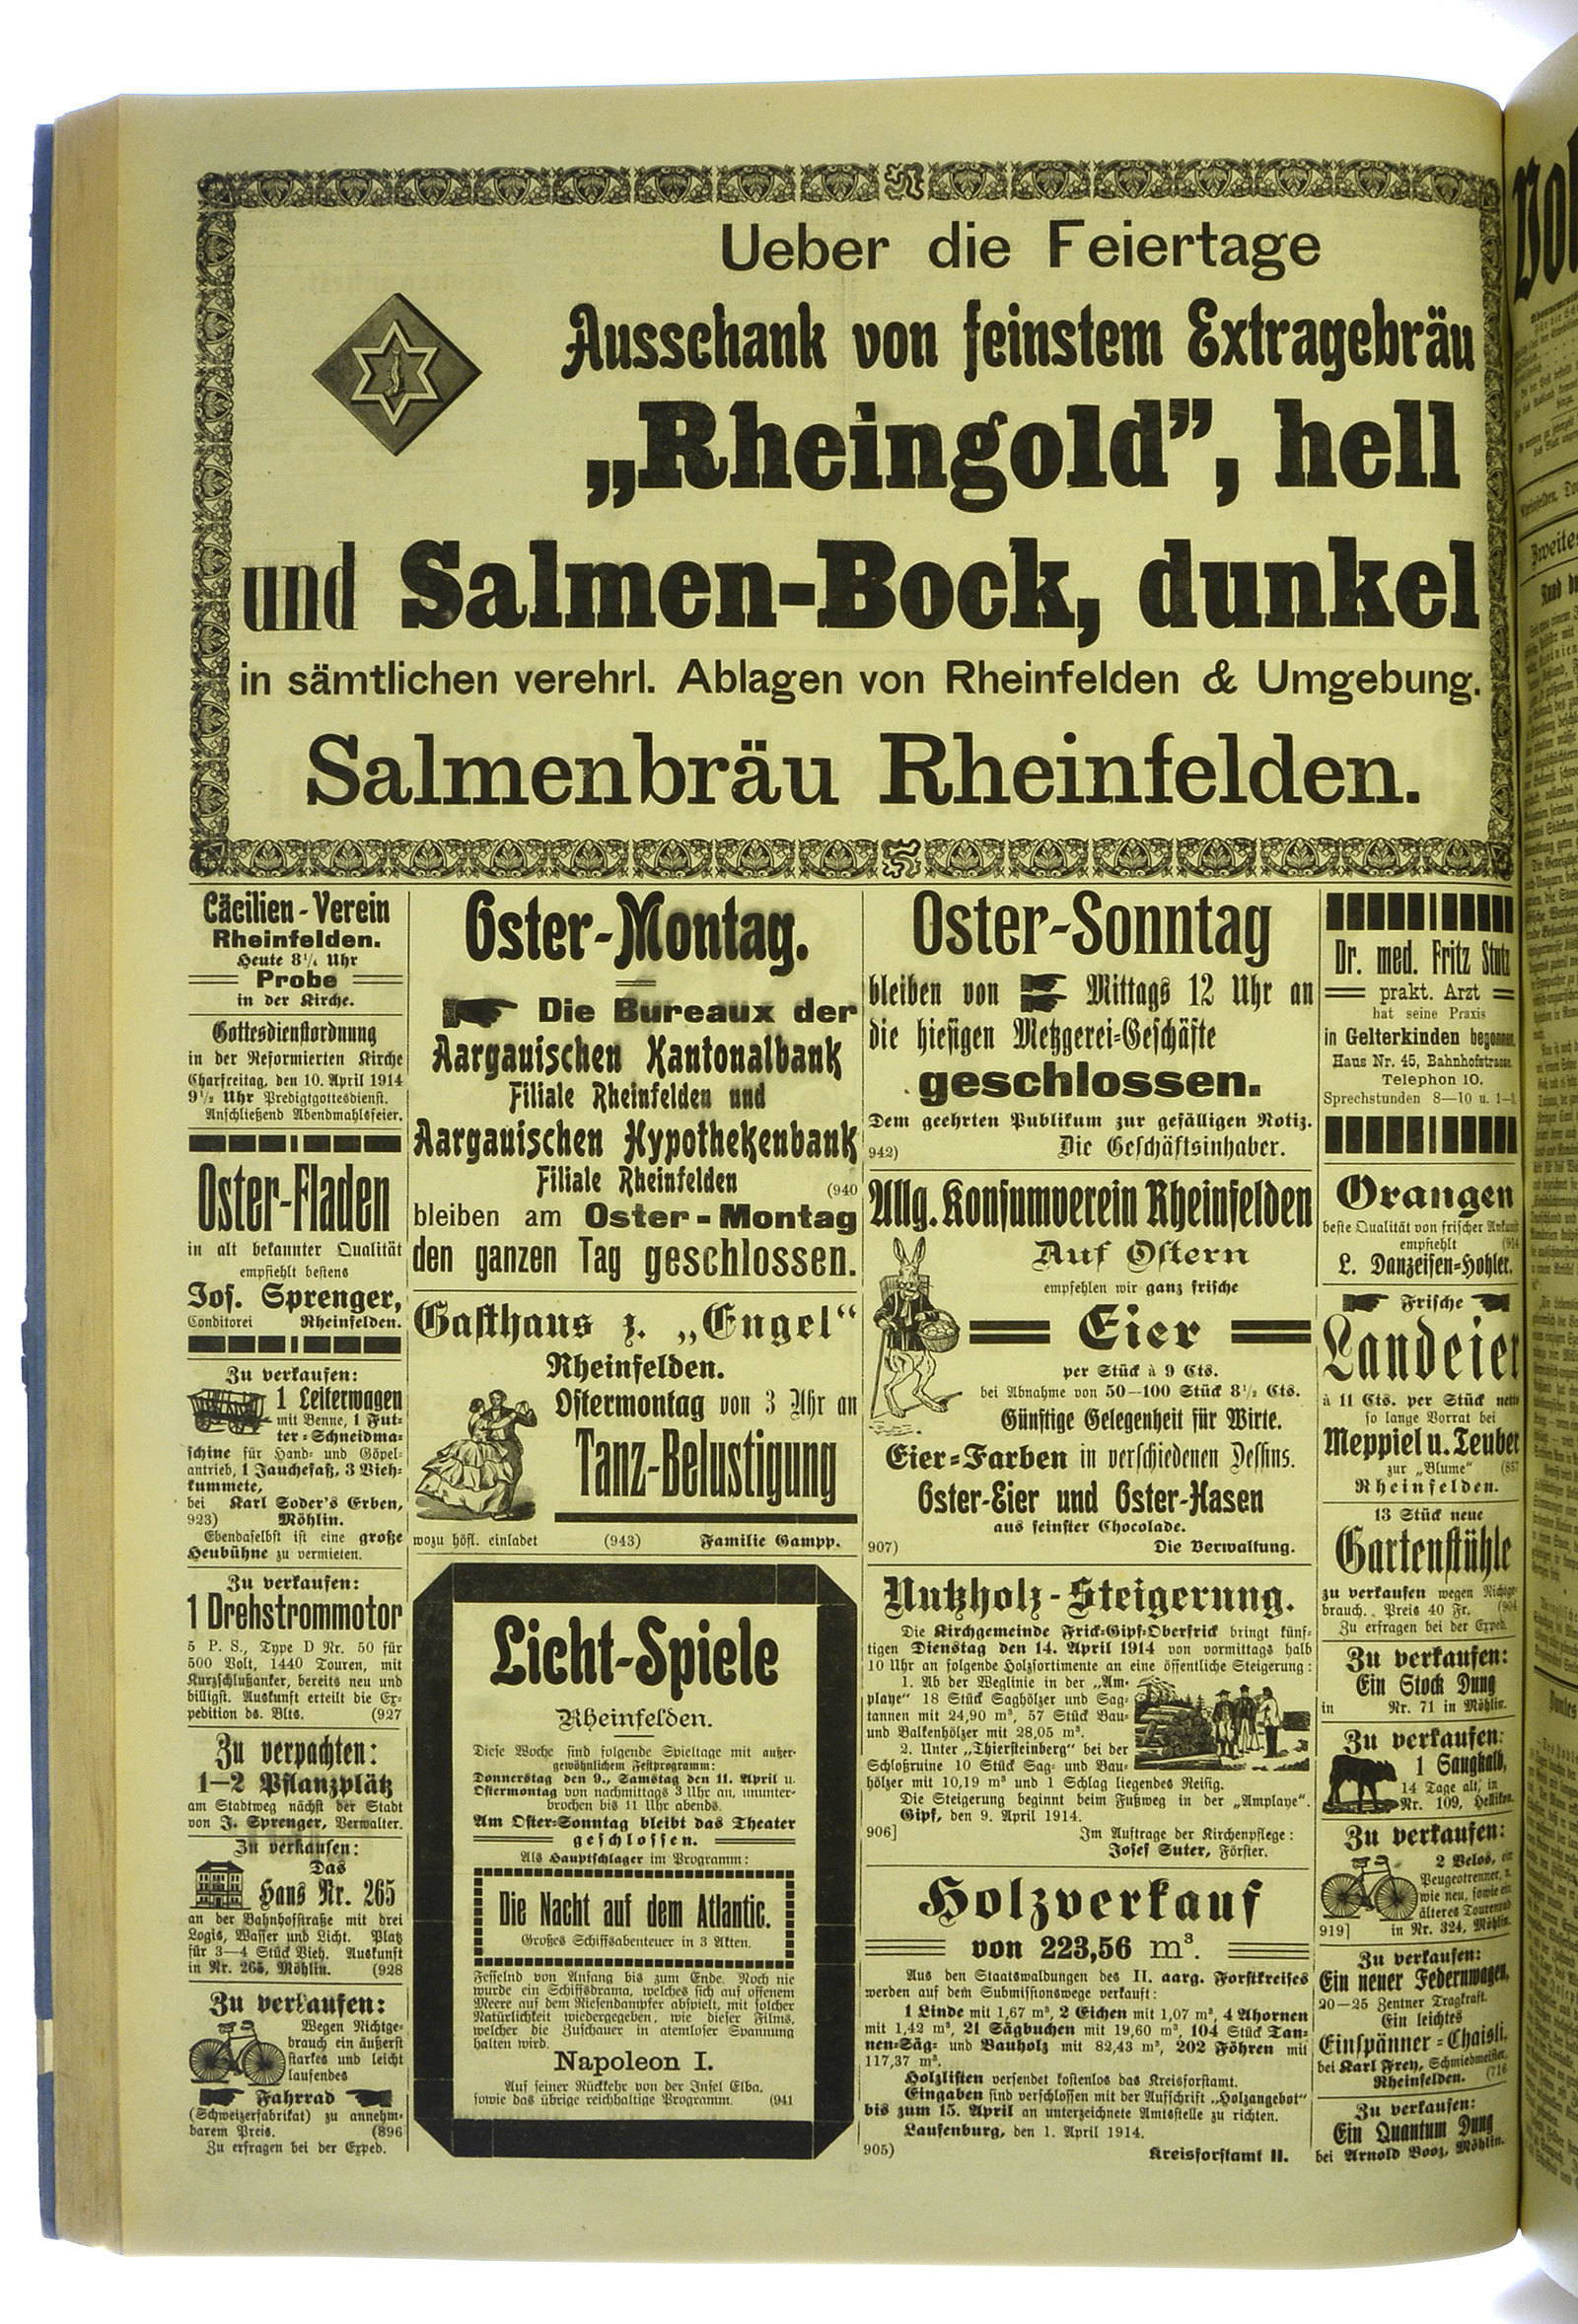 Ueber die Feiertage
Ausschank von feinstem Extragebräu
„Rheingold”, hell
und Salmen-Bock, dunkel
in sämtlichen verehrl. Ablagen von Rheinfelden & Umgebung.
Salmenbräu Rheinfelden.
Cäcilien-Verein
Rheinfelden.
Heute 8¼ Uhr
Probe
in der Kirche.
Gottesdienstordnung
in der Reformierten Kirche
Charfreitag, den 10. April 1914
9½ Uhr Predigtgottesdienst.
Anschließend Abendmahlsfeier.
Oster-Fladen
in alt bekannter Qualität
empfiehlt bestens
Jos. Sprenger,
Conditorei Rheinfelden.
Zu verkaufen:
1 Leiterwagen
mit Benne, 1 Fut-
ter-Schneidma-
schine für Hand- und Göpel-
antrieb, 1 Jauchefaß, 3 Vieh-
kummete,
bei Karl Soder's Erben,
923) Möhlin.
Ebendaselbst ist eine große
Heubühne zu vermieten.
Zu verkaufen:
1 Drehstrommotor
5 P. S., Type D Nr. 50 für
500 Volt, 1440 Touren, mit
Kurzschlußanker, bereits neu und
billigst. Auskunft erteilt die Ex-
pedition ds. Blts. (927
Zu verpachten:
1—2 Pflanzplätz
am Stadtweg nächst der Stadt
von J. Sprenger, Verwalter.
Zu verkaufen:
Das
Haus Nr. 265
an der Bahnhofstraße mit drei
Logis, Wasser und Licht. Platz
für 3—4 Stück Vieh. Auskunft
in Nr. 265, Möhlin. (928
Zu verkaufen:
Wegen Nichtge-
brauch ein äußerst
starkes und leicht
laufendes
Fahrrad
(Schweizerfabrikat) zu annehm-
barem Preis. (896
Zu erfragen bei der Exped.
Oster-Montag.
Die Bureaux der
Aargauischen Kantonalbank
Filiale Rheinfelden und
Aargauischen Hypothekenbank
Filiale Rheinfelden (940
bleiben am Oster-Montag
den ganzen Tag geschlossen.
Gasthaus z. „Engel“
Rheinfelden.
Ostermontag von 3 Uhr an
Tanz-Belustigung
wozu höfl. einladet (943) Familie Gampp.
Licht-Spiele
Rheinfelden.
Diese Woche sind folgende Spieltage mit außer-
gewöhnlichem Festprogramm:
Donnerstag den 9., Samstag den 11. April u.
Ostermontag von nachmittags 3 Uhr an, ununter-
brochen bis 11 Uhr abends.
Am Oster-Sonntag bleibt das Theater
geschlossen.
Als Hauptschlager im Programm:
Die Nacht auf dem Atlantic.
Großes Schiffsabenteuer in 3 Akten.
Fesselnd von Anfang bis zum Ende. Noch nie
wurde ein Schiffsdrama, welches sich auf offenem
Meere auf dem Riesendampfer abspielt, mit solcher
Natürlichkeit wiedergegeben, wie dieser Films,
welcher die Zuschauer in atemloser Spannung
halten wird.
Napoleon I.
Auf seiner Rückkehr von der Insel Elba,
sowie das übrige reichhaltige Programm. (941
Oster-Sonntag
bleiben von Mittags 12 Uhr an
die hiesigen Metzgerei-Geschäfte
geschlossen.
Dem geehrten Publikum zur gefälligen Notiz.
942) Die Geschäftsinhaber.
Allg. Konsumverein Rheinfelden
Auf Ostern
empfehlen wir ganz frische
Eier
per Stück à 9 Cts.
bei Abnahme von 50—100 Stück 8½ Cts.
Günstige Gelegenheit für Wirte.
Eier-Farben in verschiedenen Dessins.
Oster-Eier und Oster-Hasen
aus feinster Chocolade.
907) Die Verwaltung.
Nutzholz-Steigerung.
Die Kirchgemeinde Frick-Gipf-Oberfrick bringt künf-
tigen Dienstag den 14. April 1914 von vormittags halb
10 Uhr an folgende Holzsortimente an eine öffentliche Steigerung:
1. Ab der Weglinie in der „Am-
playe“ 18 Stück Saghölzer und Sag-
tannen mit 24,90 m³, 57 Stück Bau-
und Balkenhölzer mit 28,05 m³.
2. Unter „Thiersteinberg“ bei der
Schloßruine 10 Stück Sag- und Bau-
hölzer mit 10,19 m³ und 1 Schlag liegendes Reisig.
Die Steigerung beginnt beim Fußweg in der „Amplaye“.
Gipf, den 9. April 1914.
906] Im Auftrage der Kirchenpflege:
Josef Suter, Förster.
Holzverkauf
von 223,56 m³.
Aus den Staatswaldungen des II. aarg. Forstkreises
werden auf dem Submissionswege verkauft:
1 Linde mit 1,67 m³, 2 Eichen mit 1,07 m³, 4 Ahornen
mit 1,42 m³, 21 Sägbuchen mit 19,60 m³, 104 Stück Tan-
nen-Säg- und Bauholz mit 82,43 m³, 202 Föhren mit
117,37 m³.
Holzlisten versendet kostenlos das Kreisforstamt.
Eingaben sind verschlossen mit der Aufschrift „Holzangebot“
bis zum 15. April an unterzeichnete Amtsstelle zu richten.
Laufenburg, den 1. April 1914.
905) Kreisforstamt II.
Dr. med. Fritz Stutz
prakt. Arzt
hat seine Praxis
in Gelterkinden begonnen.
Haus Nr. 45, Bahnhofstrasse.
Telephon 10.
Sprechstunden 8—10 u. 1—
Orangen
beste Qualität von frischer Ankunft
empfiehlt (914
L. Danzeisen-Hohler.
Frische
Landeier
à 11 Cts. per Stück netto
so lange Vorrat bei
Meppiel u. Teuber
zur „Blume“ (857
Rheinfelden.
13 Stück neue
Gartenstühle
zu verkaufen wegen Nichtge-
brauch. Preis 40 Fr. (904
Zu erfragen bei der Exped.
Zu verkaufen:
Ein Stock Dung
in Nr. 71 in Möhlin.
Zu verkaufen:
1 Saugkalb,
14 Tage alt, in
Nr. 109, Hellikon.
Zu verkaufen:
2 Velos, ein
Peugeotrenner, z.
wie neu, sowie ein
älteres Tourenrad
919] in Nr. 324, Möhlin.
Zu verkaufen:
Ein neuer Federnwagen,
20—25 Zentner Tragkraft.
Ein leichtes
Einspänner-Chaisli,
bei Karl Frey, Schmiedmeister,
Rheinfelden. (716
Zu verkaufen:
Ein Quantum Dung
bei Arnold Booz, Möhlin.
Zweites